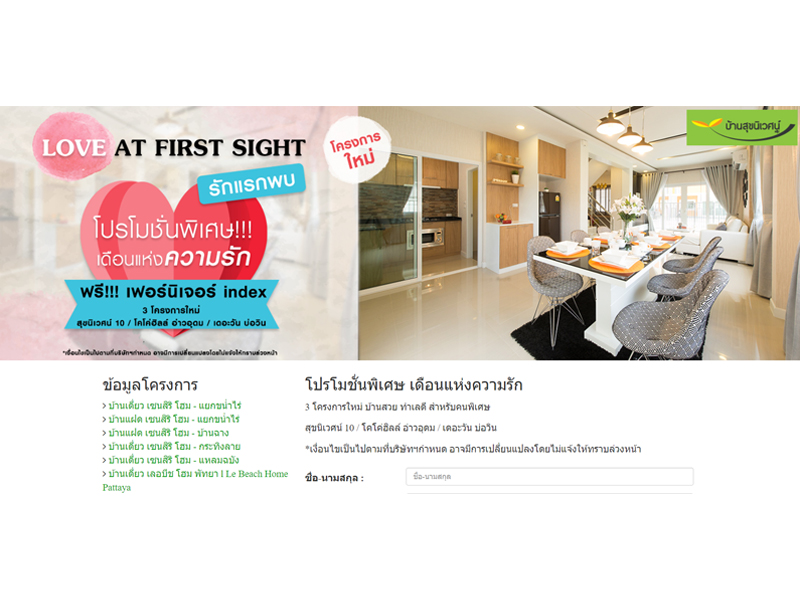 LOVE AT FIRST SIGHT
รักแรกพบ
โครงการ
ใหม่
บ้านสุขนิเวศน์
โปรโมชั่นพิเศษ!!!
เดือนแห่งความรัก
ฟรี!!! เฟอร์นิเจอร์ index
3 โครงการใหม่
สุขนิเวศน์ 10 / โคโค่ฮิลล์ อ่าวอุดม / เดอะวัน บ่อวิน
*เงื่อนไขเป็นไปตามที่บริษัทฯกำหนด อาจมีการเปลี่ยนแปลงโดยไม่แจ้งให้ทราบล่วงหน้า
ข้อมูลโครงการ
> บ้านเดี่ยว เซนสิริ โฮม - แยกขน่ำไร่
> บ้านแฝด เซนสิริ โฮม - แยกขน่ำไร่
> บ้านแฝด เซนสิริ โฮม - บ้านฉาง
> บ้านเดี่ยว เซนสิริ โฮม - กระทิงลาย
> บ้านเดี่ยว เซนสิริ โฮม - แหลมฉบัง
> บ้านเดี่ยว เลอบีช โฮม พัทยา l Le Beach Home
Pattaya
โปรโมชั่นพิเศษ เดือนแห่งความรัก
3 โครงการใหม่ บ้านสวย ทำเลดี สำหรับคนพิเศษ
สุขนิเวศน์ 10 / โคโค่ฮิลล์ อ่าวอุดม / เดอะวัน บ่อวิน
*เงื่อนไขเป็นไปตามที่บริษัทฯกำหนด อาจมีการเปลี่ยนแปลงโดยไม่แจ้งให้ทราบล่วงหน้า
ชื่อ-นามสกุล :
ชื่อ-นามสกุล